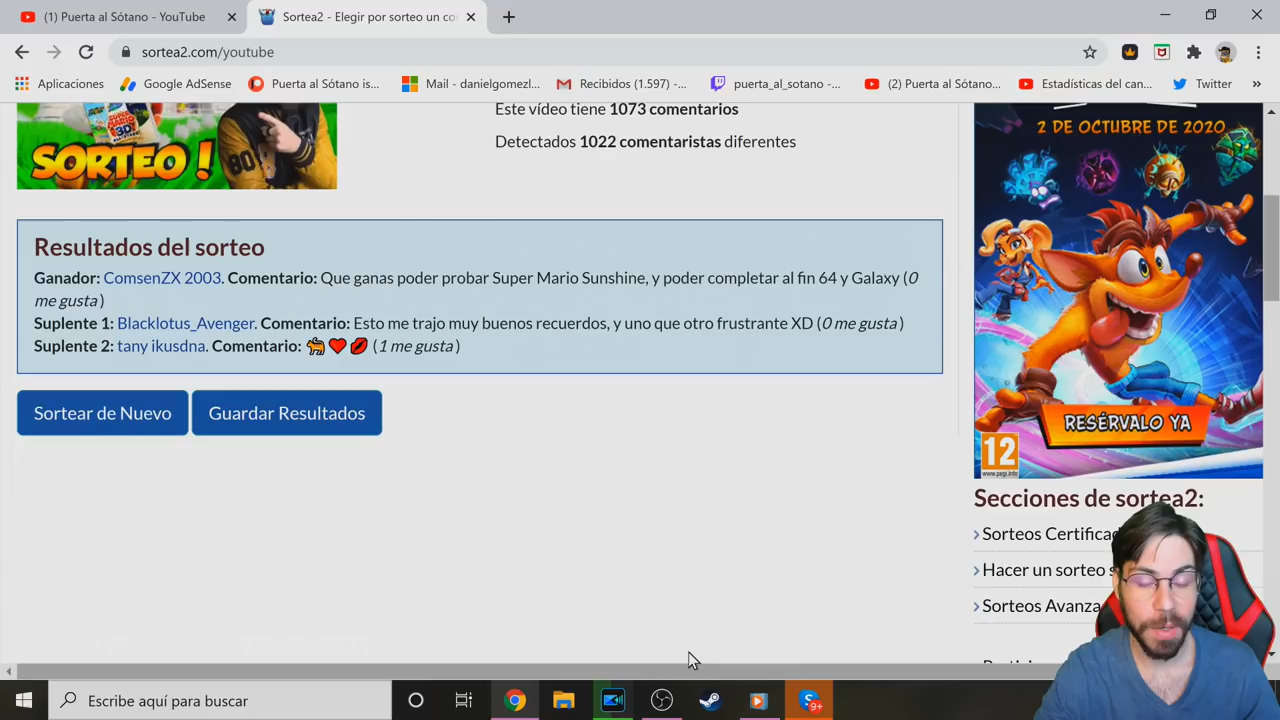 (1) Puerta al Sótano - YouTube
Sortea2 - Elegir por sorteo un co
sortea2.com/youtube
Aplicaciones
Google AdSense
Puerta al Sótano is...
Mail - danielgomezl...
Recibidos (1.597) -...
puerta_al_sotano -...
(2) Puerta al Sótano...
Estadísticas del can...
Twitter
»
SORTEO!
Este vídeo tiene 1073 comentarios
Detectados 1022 comentaristas diferentes
Resultados del sorteo
Ganador: ComsenZX 2003. Comentario: Que ganas poder probar Super Mario Sunshine, y poder completar al fin 64 y Galaxy (0
me gusta )
Suplente 1: Blacklotus_Avenger. Comentario: Esto me trajo muy buenos recuerdos, y uno que otro frustrante XD (0 me gusta )
Suplente 2: tany ikusdna. Comentario: 🐅❤️💋 (1 me gusta )
Sortear de Nuevo
Guardar Resultados
2 DE OCTUBRE DE 2020
RESÉRVALO YA
12
www.pegi.info
Secciones de sortea2:
Sorteos Certificad
Hacer un sorteo s
Sorteos Avanza
Escribe aquí para buscar
9+